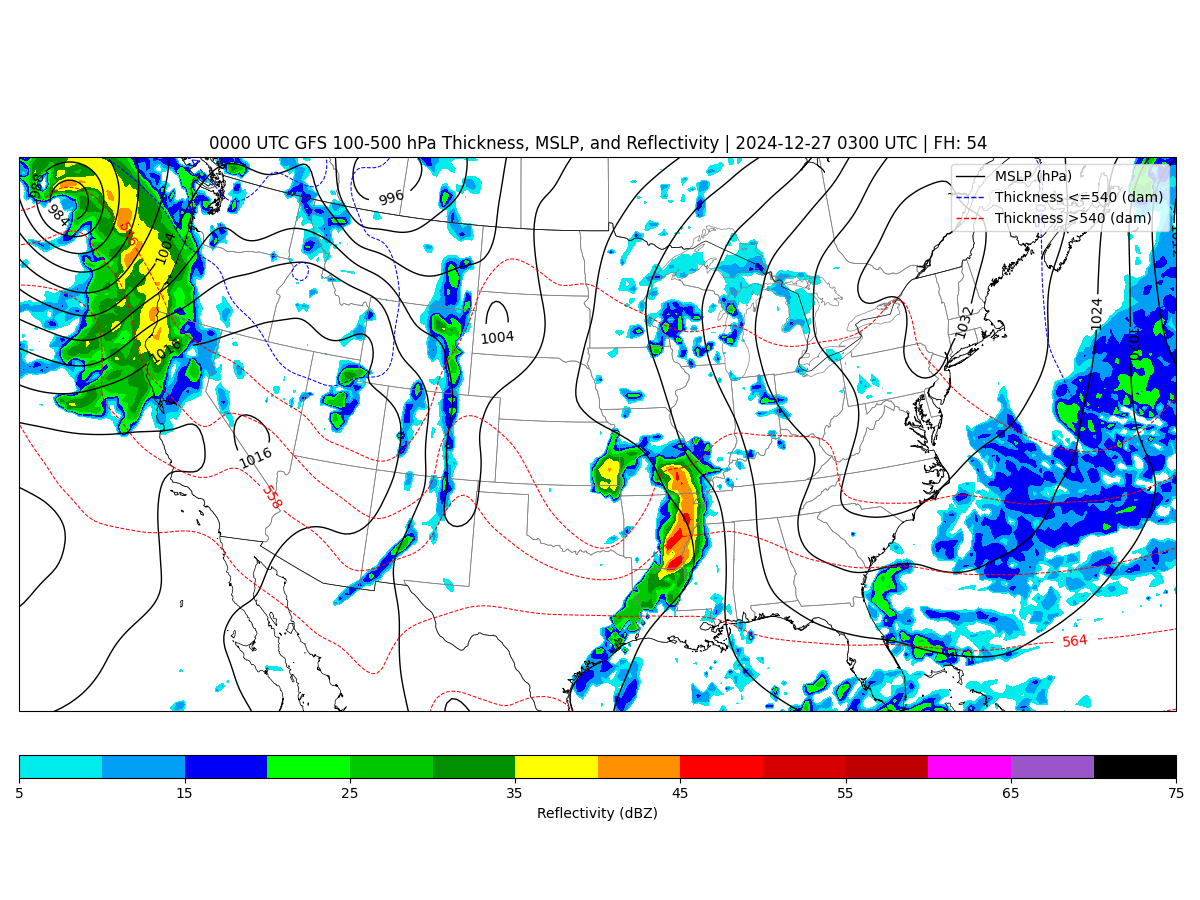 0000 UTC GFS 100-500 hPa Thickness, MSLP, and Reflectivity | 2024-12-27 0300 UTC | FH: 54
MSLP (hPa)
Thickness <=540 (dam)
Thickness >540 (dam)
996
984
1004
1016
1004
1016
558
1032
1024
564
5 15 25 35 45 55 65 75
Reflectivity (dBZ)